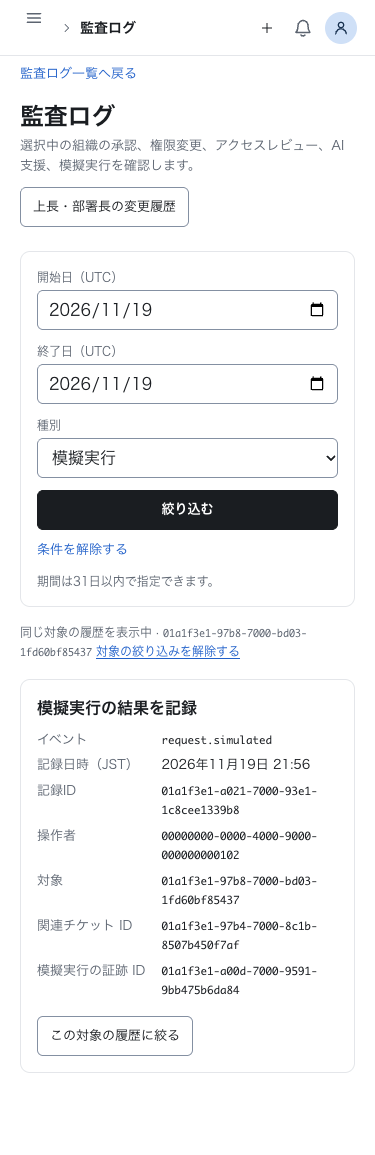 監査ログ
監査ログ一覧へ戻る
監査ログ
選択中の組織の承認、権限変更、アクセスレビュー、AI
支援、模擬実行を確認します。
上長・部署長の変更履歴
開始日（UTC）
2026/11/19
終了日（UTC）
2026/11/19
種別
模擬実行
絞り込む
条件を解除する
期間は31日以内で指定できます。
同じ対象の履歴を表示中 · 01a1f3e1-97b8-7000-bd03-
1fd60bf85437 対象の絞り込みを解除する
模擬実行の結果を記録
イベント request.simulated
記録日時（JST） 2026年11月19日 21:56
記録ID 01a1f3e1-a021-7000-93e1-
1c8cee1339b8
操作者 00000000-0000-4000-9000-
000000000102
対象 01a1f3e1-97b8-7000-bd03-
1fd60bf85437
関連チケット ID 01a1f3e1-97b4-7000-8c1b-
8507b450f7af
模擬実行の証跡 ID 01a1f3e1-a00d-7000-9591-
9bb475b6da84
この対象の履歴に絞る